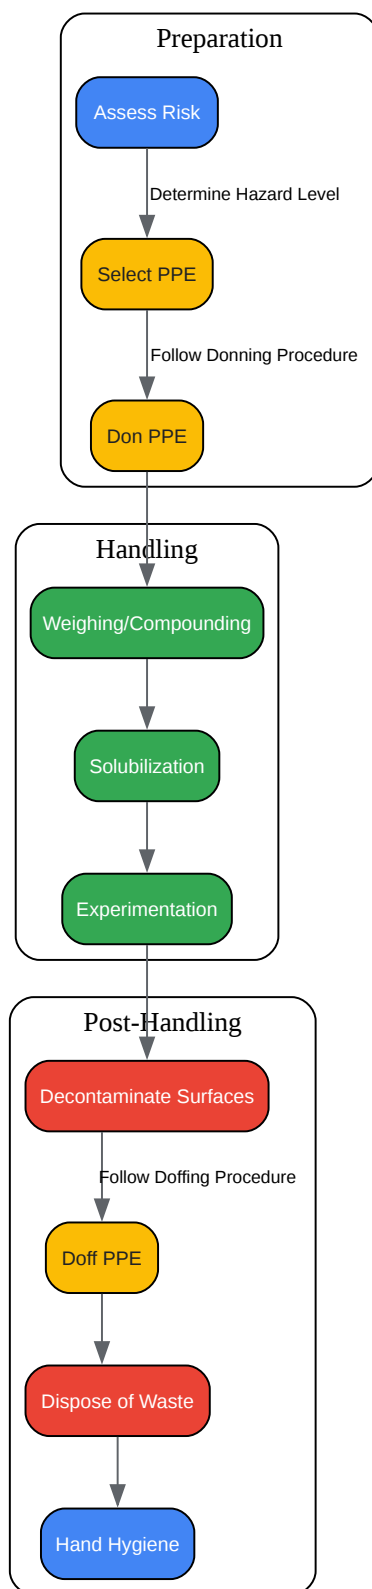 Preparation
Assess Risk
Determine Hazard Level
Select PPE
Follow Donning Procedure
Don PPE
Handling
Weighing/Compounding
Solubilization
Experimentation
Post-Handling
Decontaminate Surfaces
Follow Doffing Procedure
Doff PPE
Dispose of Waste
Hand Hygiene